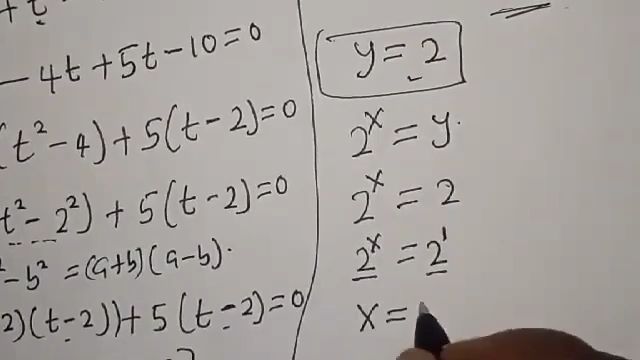 + t
- 4t + 5t - 10 = 0
(t² - 4) + 5(t - 2) = 0
t² - 2²) + 5(t - 2) = 0
² - b² = (a+b)(a-b).
2)(t - 2)) + 5(t - 2) = 0
y = 2
2ˣ = y.
2ˣ = 2
2ˣ = 2¹
x =